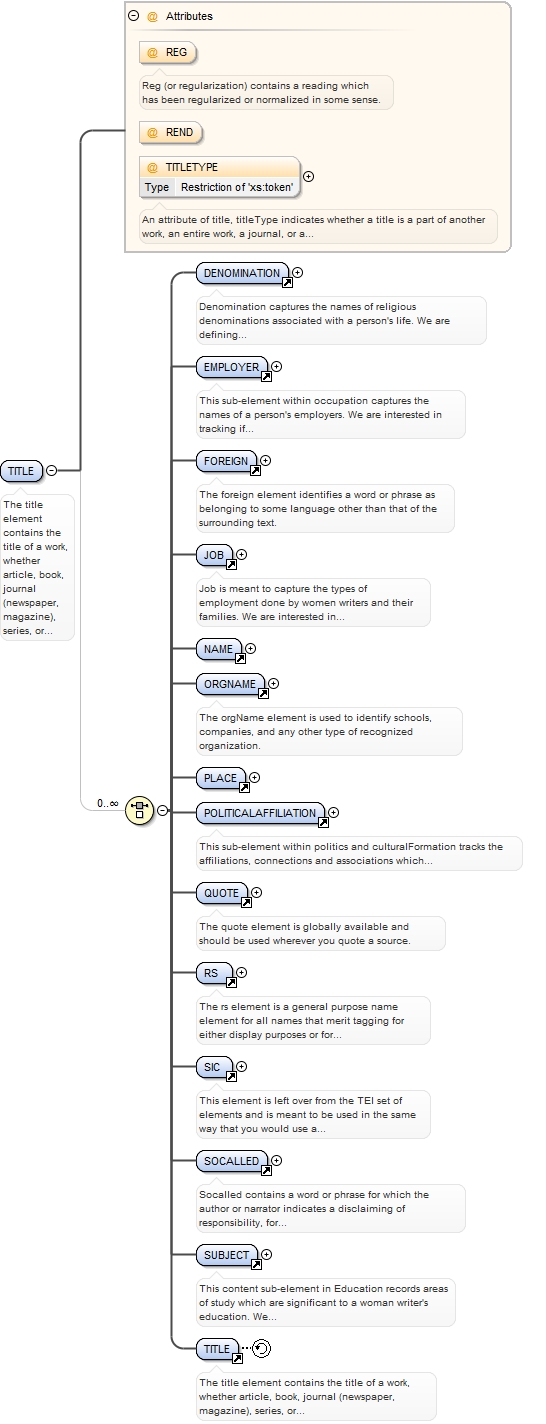 Attributes
REG
Reg (or regularization) contains a reading which
has been regularized or normalized in some sense.
REND
TITLETYPE
Type Restriction of 'xs:token'
An attribute of title, titleType indicates whether a title is a part of another
work, an entire work, a journal, or a...
TITLE
The title
element
contains the
title of a work,
whether
article, book,
journal
(newspaper,
magazine),
series, or...
0..∞
DENOMINATION
Denomination captures the names of religious
denominations associated with a person's life. We are
defining...
EMPLOYER
This sub-element within occupation captures the
names of a person's employers. We are interested in
tracking if...
FOREIGN
The foreign element identifies a word or phrase as
belonging to some language other than that of the
surrounding text.
JOB
Job is meant to capture the types of
employment done by women writers and their
families. We are interested in...
NAME
ORGNAME
The orgName element is used to identify schools,
companies, and any other type of recognized
organization.
PLACE
POLITICALAFFILIATION
This sub-element within politics and culturalFormation tracks the
affiliations, connections and associations which...
QUOTE
The quote element is globally available and
should be used wherever you quote a source.
RS
The rs element is a general purpose name
element for all names that merit tagging for
either display purposes or for...
SIC
This element is left over from the TEI set of
elements and is meant to be used in the same
way that you would use a...
SOCALLED
Socalled contains a word or phrase for which the
author or narrator indicates a disclaiming of
responsibility, for...
SUBJECT
This content sub-element in Education records areas
of study which are significant to a woman writer's
education. We...
TITLE
The title element contains the title of a work,
whether article, book, journal (newspaper,
magazine), series, or...